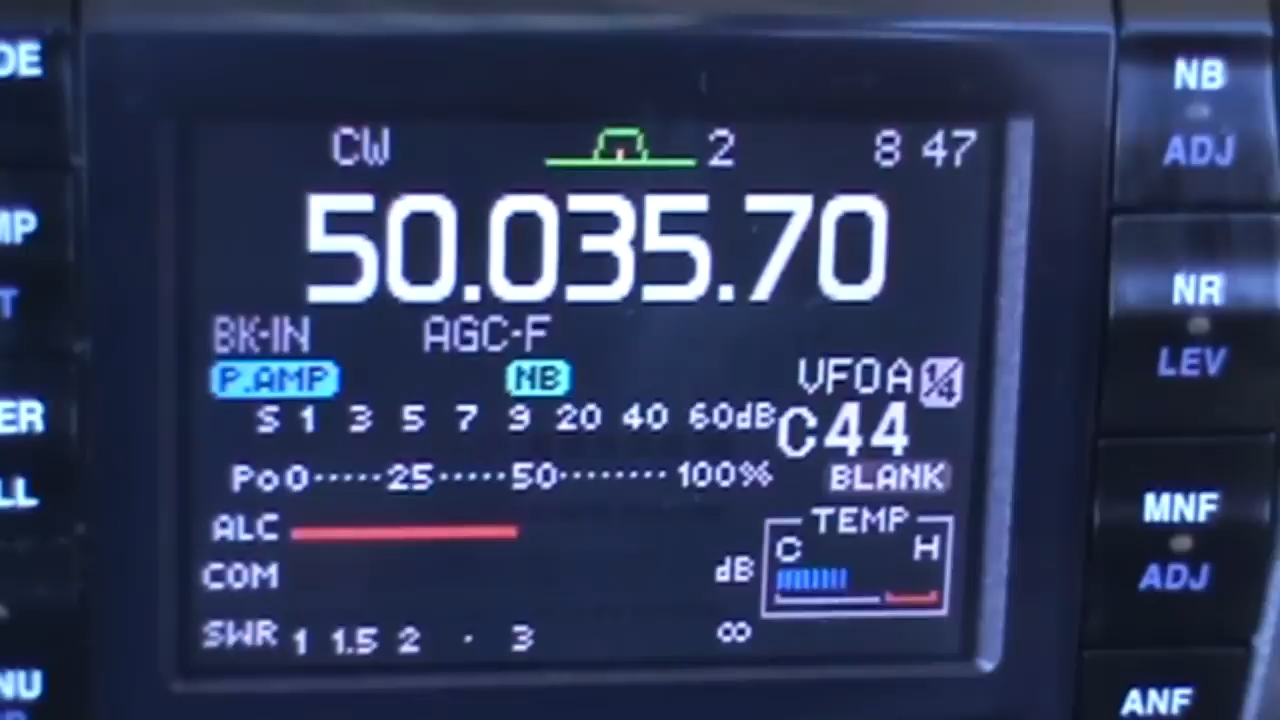 DE
NB
CW 2 8 47
ADJ
50.035.70
MP
T
NR
BK-IN AGC-F
P.AMP NB VFOA 1/4
LEV
S 1 3 5 7 9 20 40 60dB C44
ER
Po 0 25 50 100% BLANK
LL
MNF
ALC TEMP
C H
COM dB
ADJ
SWR 1 1.5 2 · 3 ∞
NU
ANF